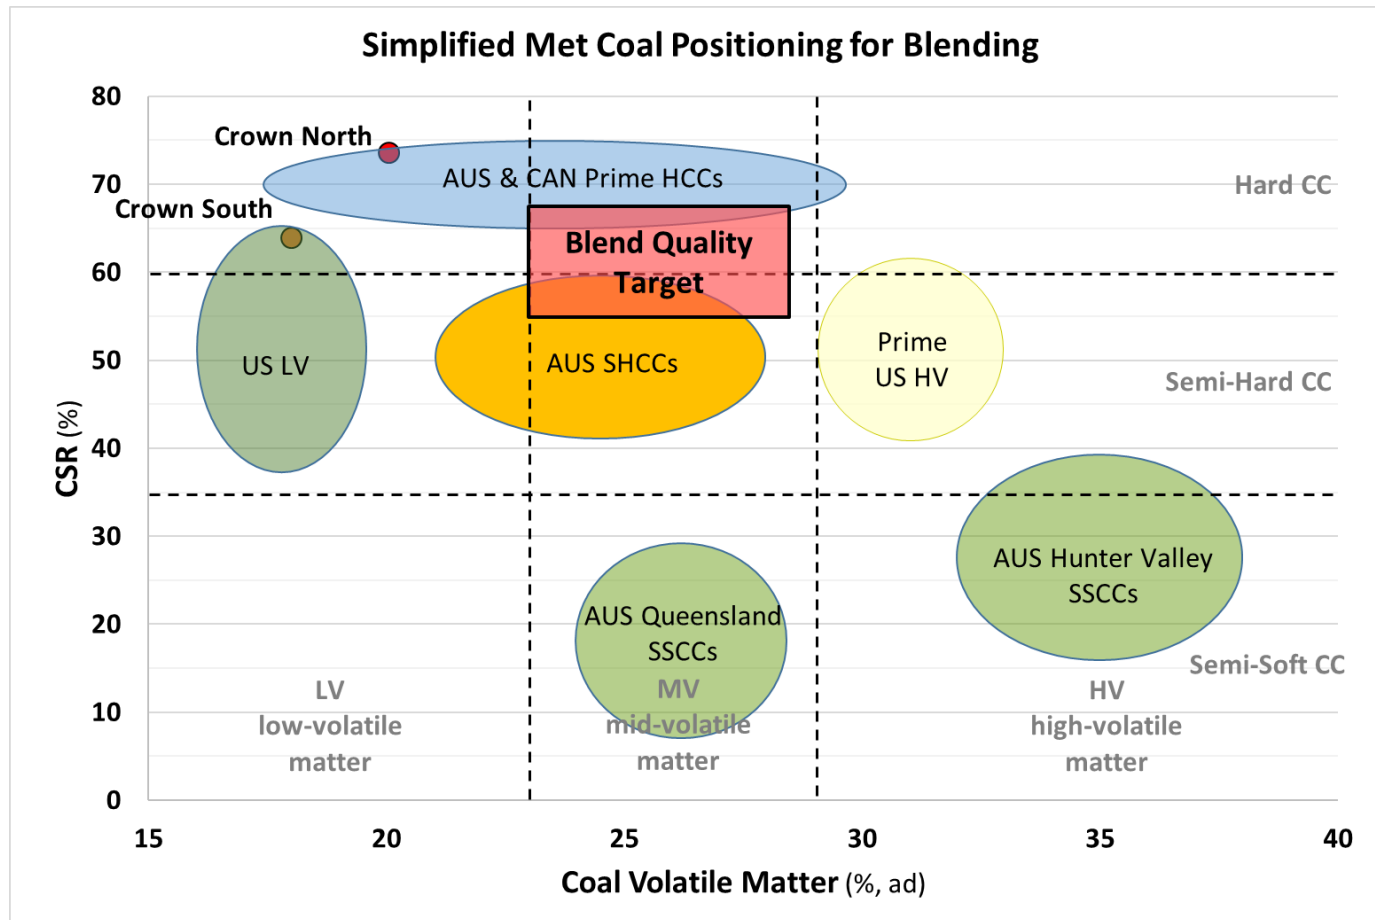 Simplified Met Coal Positioning for Blending
80
Crown North
AUS & CAN Prime HCCs
70
Hard CC
Crown South
Blend Quality
Target
60
Prime
US HV
US LV
AUS SHCCs
50
Semi-Hard CC
40
CSR (%)
30
AUS Hunter Valley
SSCCs
AUS Queensland
SSCCs
20
Semi-Soft CC
LV
low-volatile
matter
MV
mid-volatile
matter
HV
high-volatile
matter
10
0
15
20
25
30
35
40
Coal Volatile Matter (%, ad)